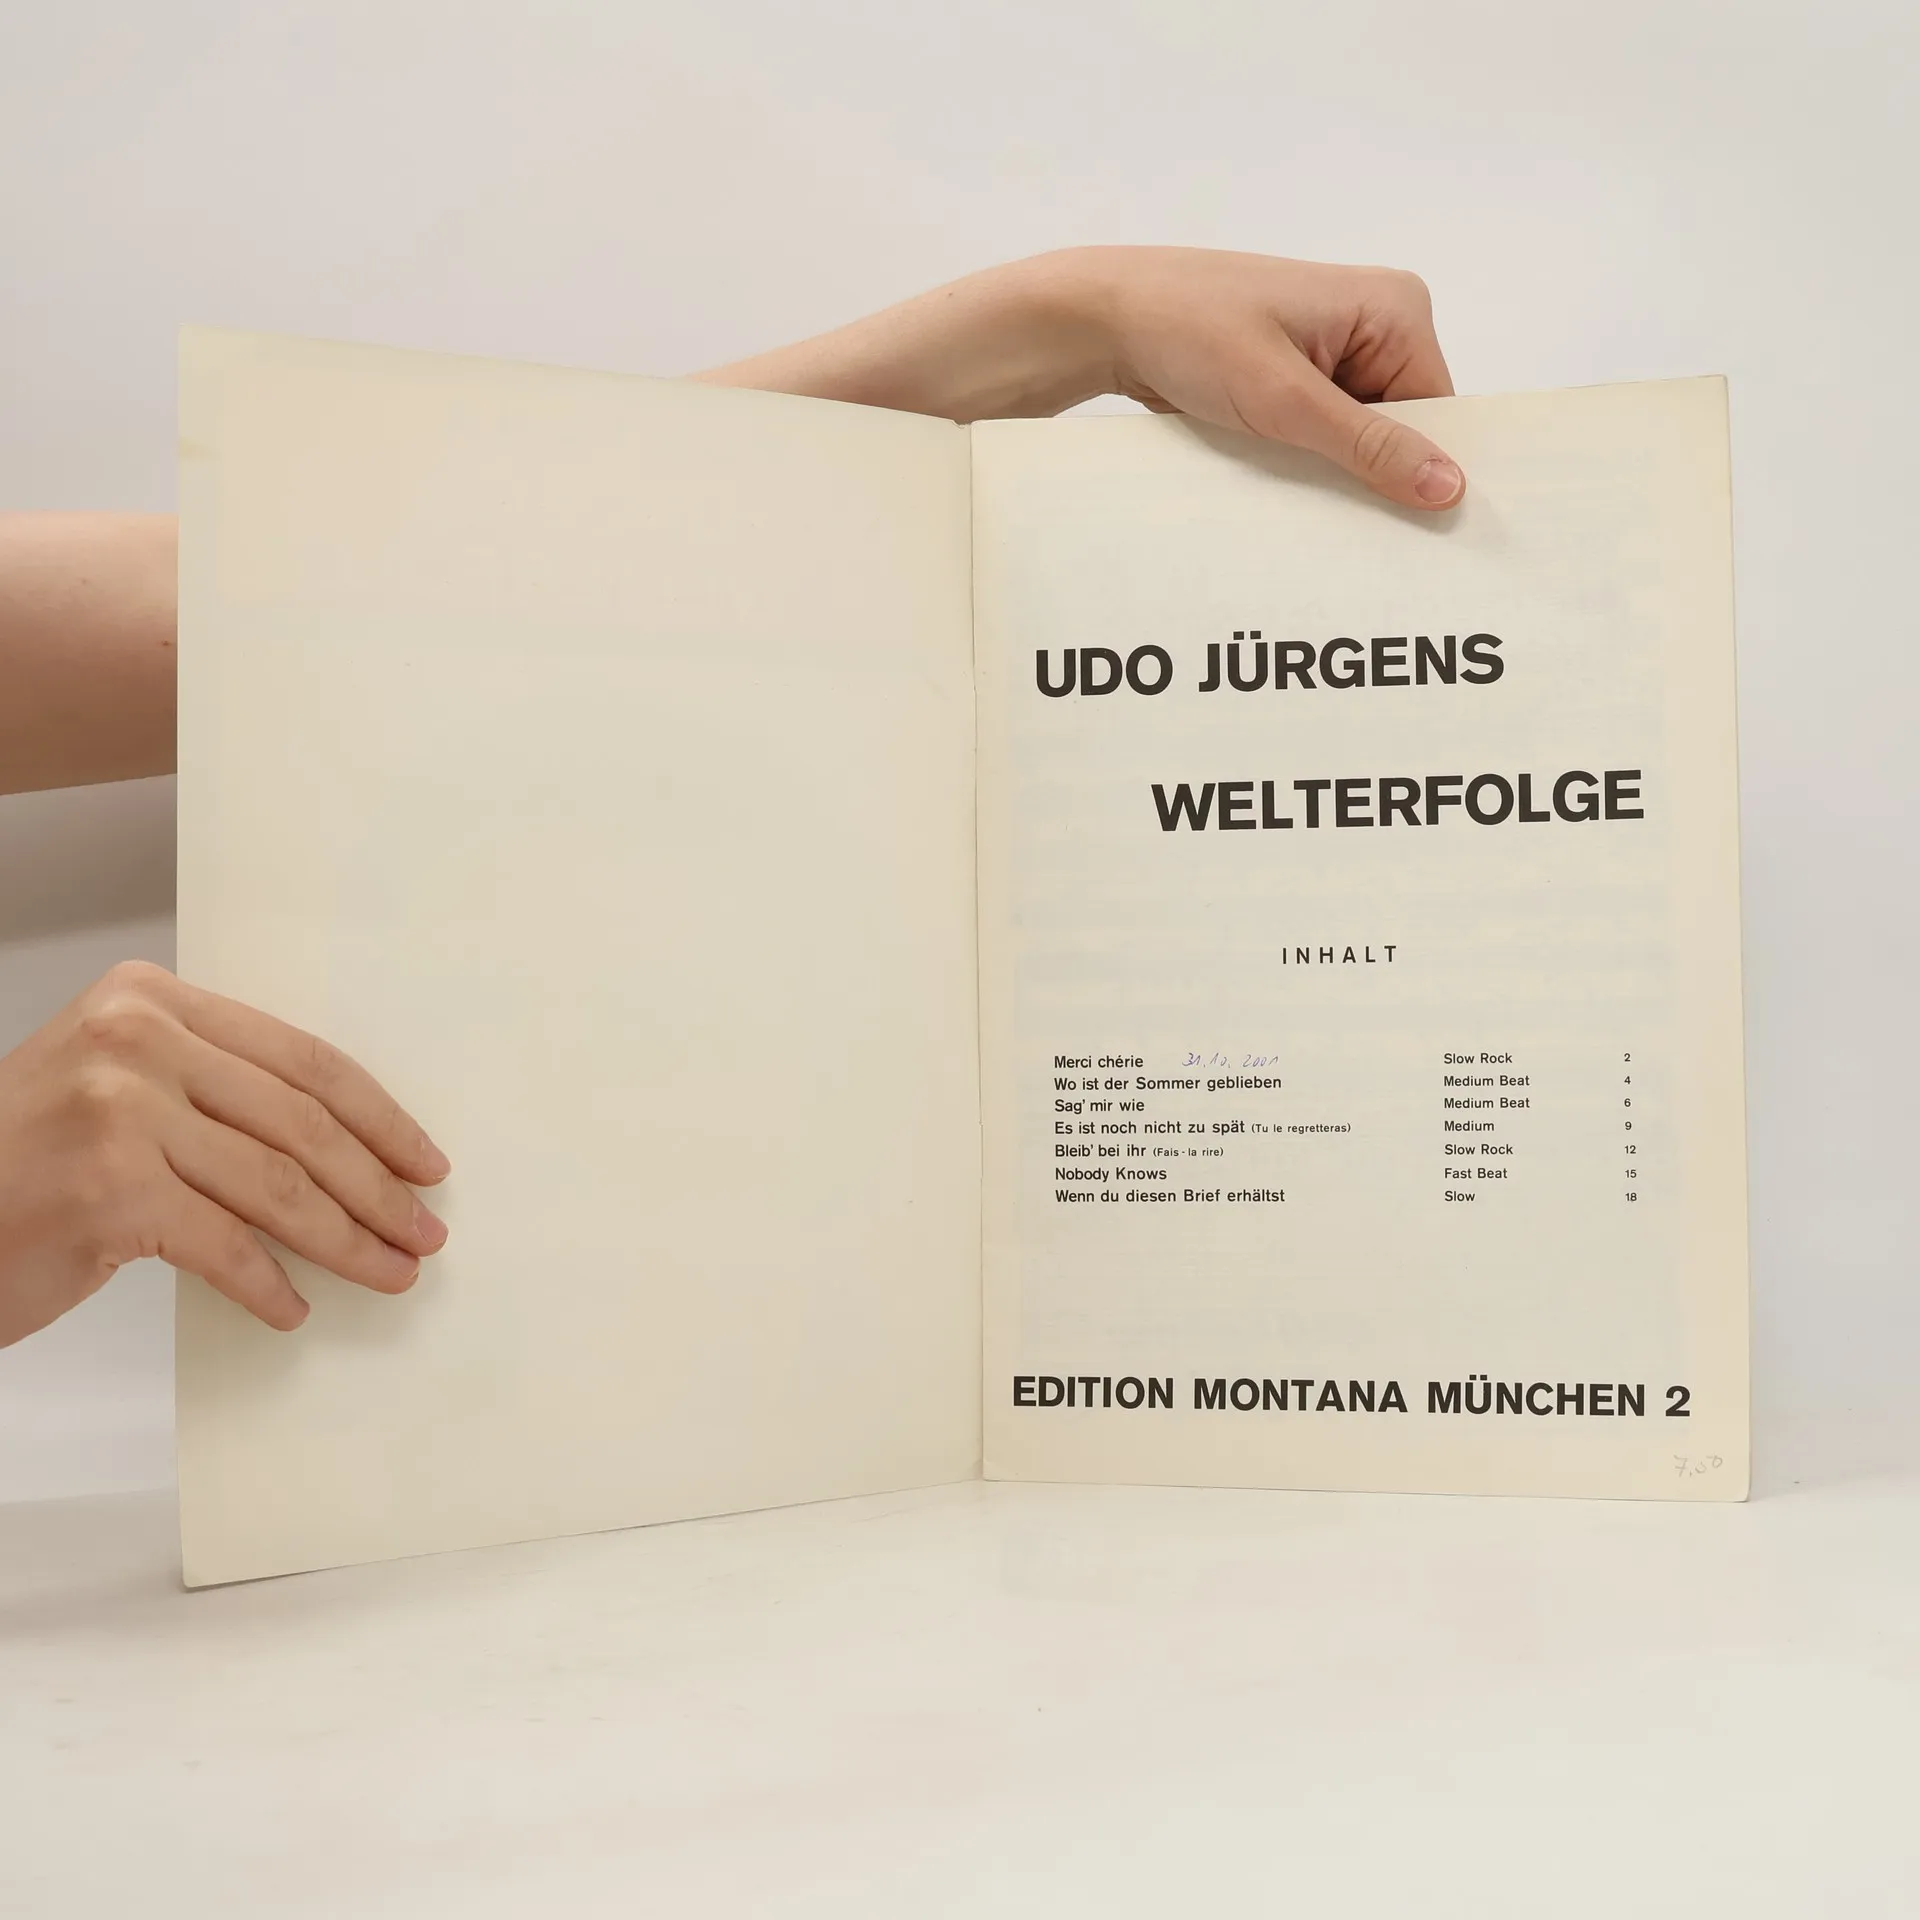 UDO JÜRGENS
WELTERFOLGE
INHALT
Merci chérie 31.10. 2001 Slow Rock 2
Wo ist der Sommer geblieben Medium Beat 4
Sag' mir wie Medium Beat 6
Es ist noch nicht zu spät (Tu le regretteras) Medium 9
Bleib' bei ihr (Fais-la rire) Slow Rock 12
Nobody Knows Fast Beat 15
Wenn du diesen Brief erhältst Slow 18
EDITION MONTANA MÜNCHEN 2
7.50